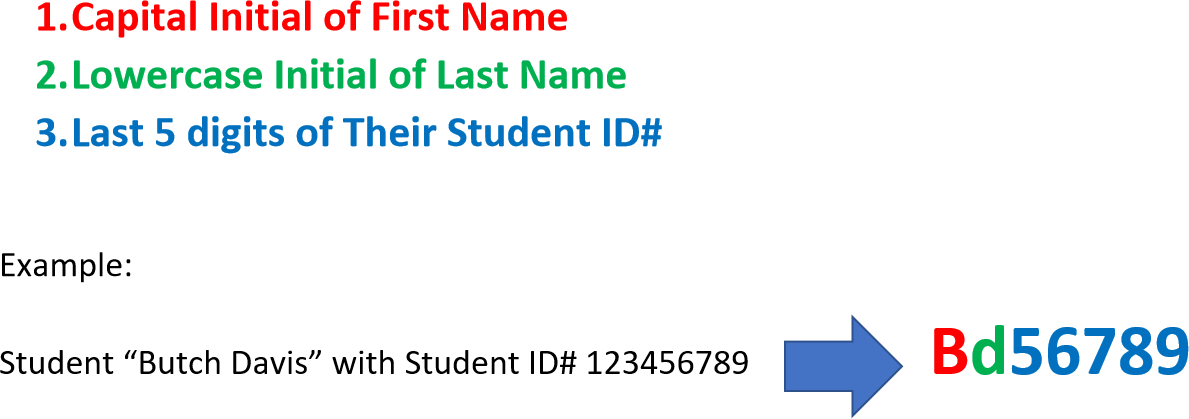 1.Capital Initial of First Name
2.Lowercase Initial of Last Name
3.Last 5 digits of Their Student ID#
Example:
Student “Butch Davis” with Student ID# 123456789 Bd56789